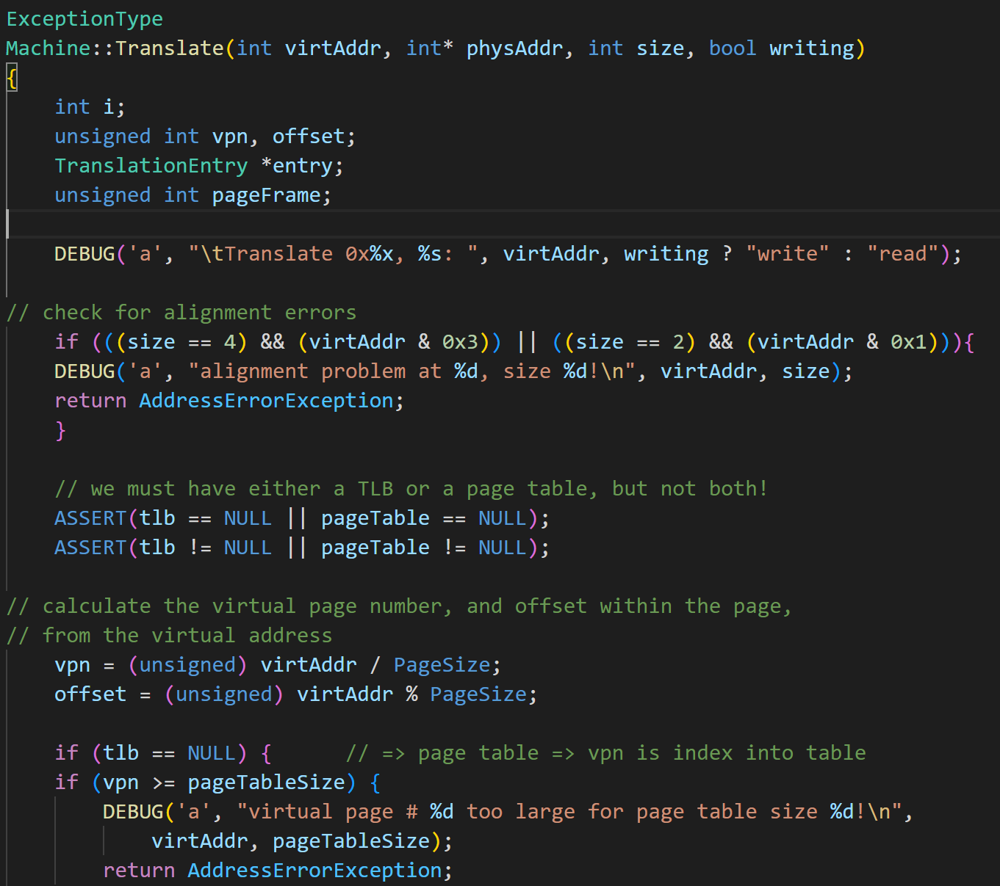 ExceptionType
Machine::Translate(int virtAddr, int* physAddr, int size, bool writing)
{
    int i;
    unsigned int vpn, offset;
    TranslationEntry *entry;
    unsigned int pageFrame;

    DEBUG('a', "\tTranslate 0x%x, %s: ", virtAddr, writing ? "write" : "read");

// check for alignment errors
    if (((size == 4) && (virtAddr & 0x3)) || ((size == 2) && (virtAddr & 0x1))){
    DEBUG('a', "alignment problem at %d, size %d!\n", virtAddr, size);
    return AddressErrorException;
    }

    // we must have either a TLB or a page table, but not both!
    ASSERT(tlb == NULL || pageTable == NULL);
    ASSERT(tlb != NULL || pageTable != NULL);

// calculate the virtual page number, and offset within the page,
// from the virtual address
    vpn = (unsigned) virtAddr / PageSize;
    offset = (unsigned) virtAddr % PageSize;

    if (tlb == NULL) {      // => page table => vpn is index into table
    if (vpn >= pageTableSize) {
        DEBUG('a', "virtual page # %d too large for page table size %d!\n",
            virtAddr, pageTableSize);
        return AddressErrorException;